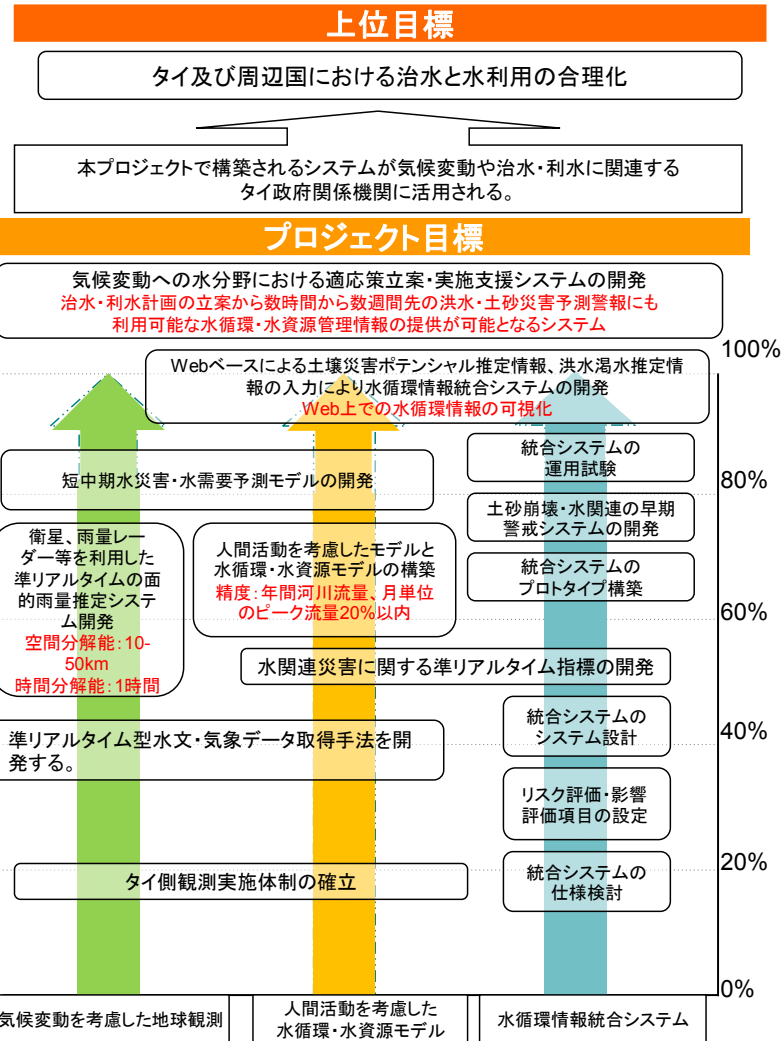 上位目標
タイ及び周辺国における治水と水利用の合理化
本プロジェクトで構築されるシステムが気候変動や治水・利水に関連する
タイ政府関係機関に活用される。
プロジェクト目標
気候変動への水分野における適応策立案・実施支援システムの開発
治水・利水計画の立案から数時間から数週間先の洪水・土砂災害予測警報にも
利用可能な水循環・水資源管理情報の提供が可能となるシステム
100%
Webベースによる土壌災害ポテンシャル推定情報、洪水渇水推定情
報の入力により水循環情報統合システムの開発
Web上での水循環情報の可視化
統合システムの
運用試験
短中期水災害・水需要予測モデルの開発
80%
土砂崩壊・水関連の早期
警戒システムの開発
衛星、雨量レー
ダー等を利用した
準リアルタイムの面
的雨量推定システ
ム開発
空間分解能：10-
50km
時間分解能：1時間
人間活動を考慮したモデルと
水循環・水資源モデルの構築
精度：年間河川流量、月単位
のピーク流量20%以内
統合システムの
プロトタイプ構築
60%
水関連災害に関する準リアルタイム指標の開発
統合システムの
システム設計
準リアルタイム型水文・気象データ取得手法を開
発する。
40%
リスク評価・影響
評価項目の設定
20%
タイ側観測実施体制の確立
統合システムの
仕様検討
0%
気候変動を考慮した地球観測
人間活動を考慮した
水循環・水資源モデル
水循環情報統合システム